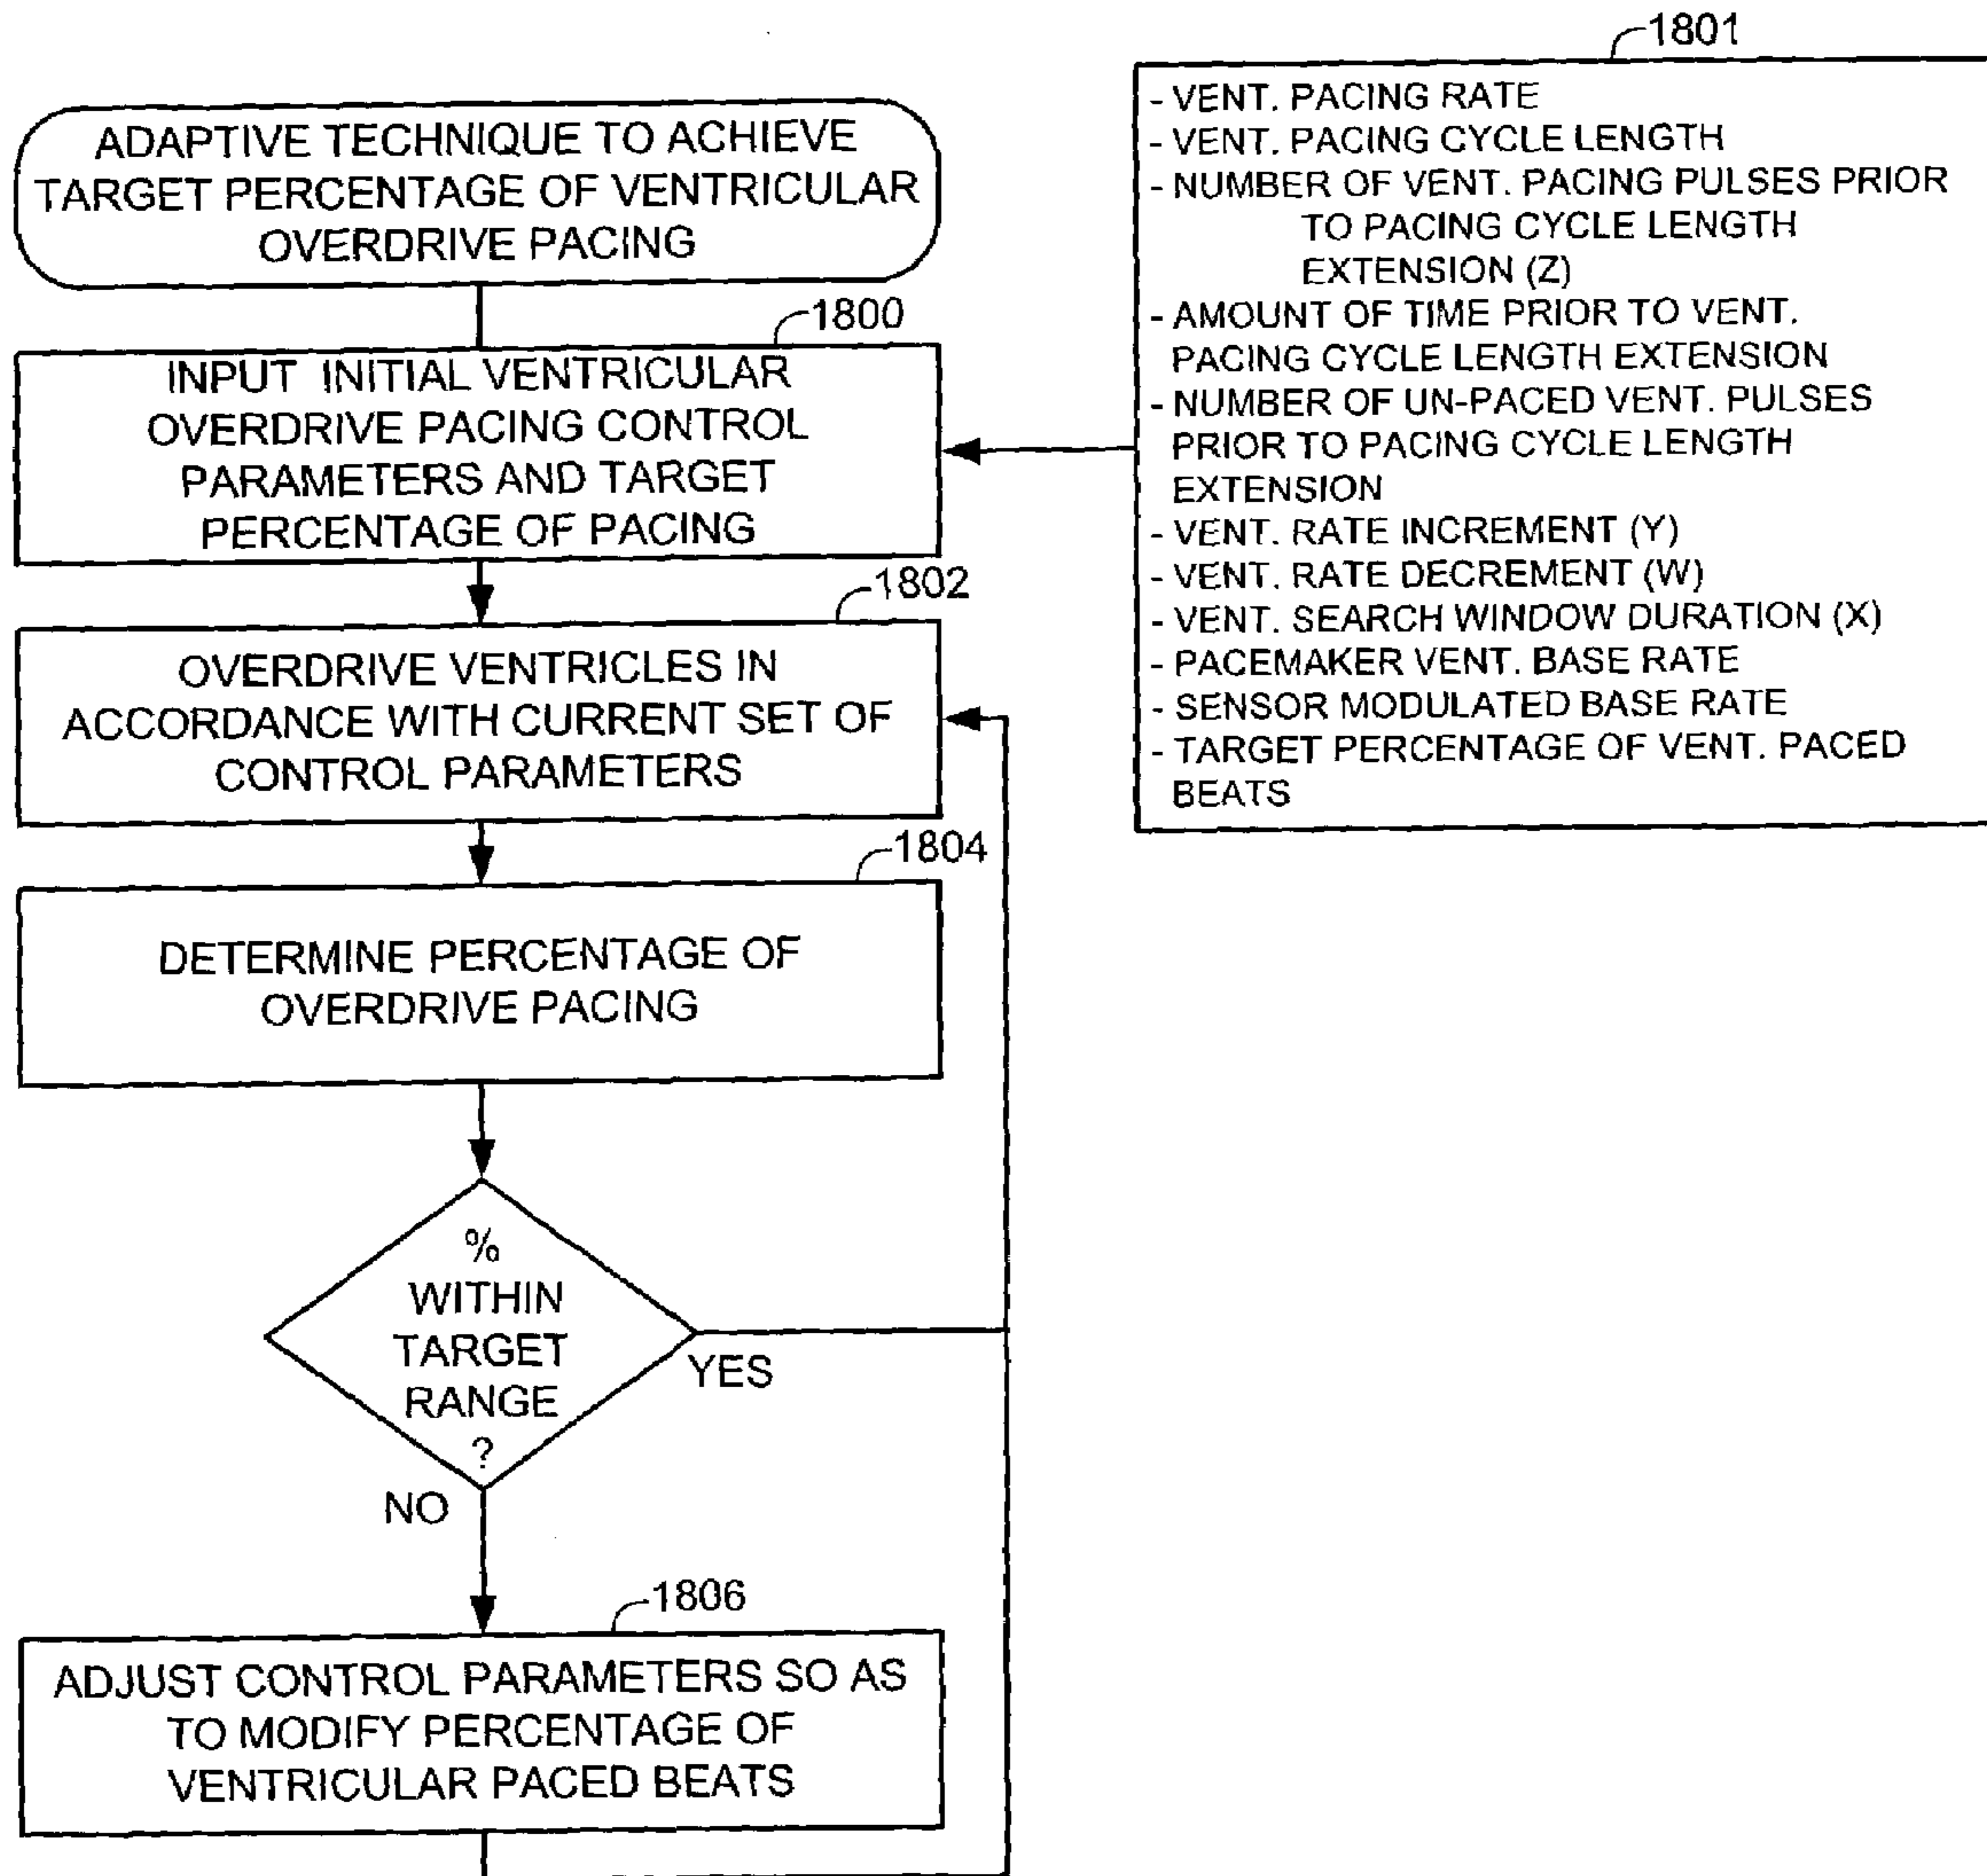 ADAPTIVE TECHNIQUE TO ACHIEVE
TARGET PERCENTAGE OF VENTRICULAR
OVERDRIVE PACING
1800
INPUT INITIAL VENTRICULAR
OVERDRIVE PACING CONTROL
PARAMETERS AND TARGET
PERCENTAGE OF PACING
1801
- VENT. PACING RATE
- VENT. PACING CYCLE LENGTH
- NUMBER OF VENT. PACING PULSES PRIOR
TO PACING CYCLE LENGTH
EXTENSION (Z)
- AMOUNT OF TIME PRIOR TO VENT.
PACING CYCLE LENGTH EXTENSION
- NUMBER OF UN-PACED VENT. PULSES
PRIOR TO PACING CYCLE LENGTH
EXTENSION
- VENT. RATE INCREMENT (Y)
- VENT. RATE DECREMENT (W)
- VENT. SEARCH WINDOW DURATION (X)
- PACEMAKER VENT. BASE RATE
- SENSOR MODULATED BASE RATE
- TARGET PERCENTAGE OF VENT. PACED
BEATS
1802
OVERDRIVE VENTRICLES IN
ACCORDANCE WITH CURRENT SET OF
CONTROL PARAMETERS
1804
DETERMINE PERCENTAGE OF
OVERDRIVE PACING
%
WITHIN
TARGET
RANGE
?
YES
NO
1806
ADJUST CONTROL PARAMETERS SO AS
TO MODIFY PERCENTAGE OF
VENTRICULAR PACED BEATS